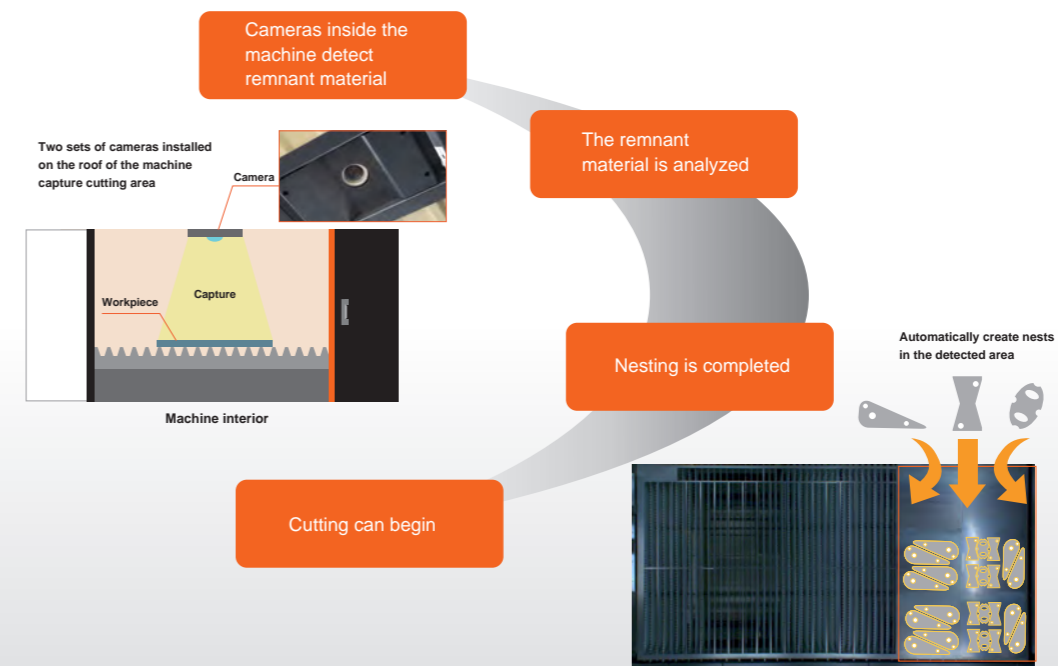 Cameras inside the
machine detect
remnant material
The remnant
material is analyzed
Two sets of cameras installed
on the roof of the machine
capture cutting area
Camera
Capture
Workpiece
Machine interior
Nesting is completed
Automatically create nests
in the detected area
Cutting can begin